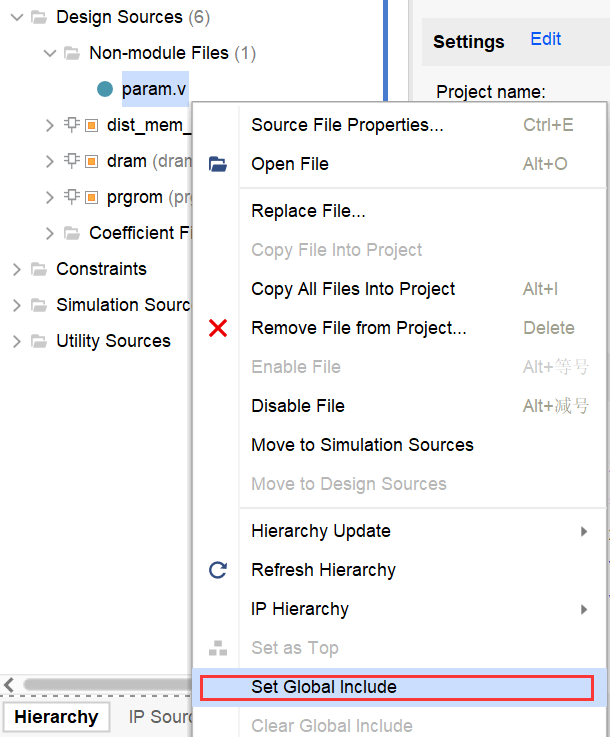 Design Sources (6)
Non-module Files (1)
param.v
dist_mem_
dram (dram
prgrom (prg
Coefficient Fi
Constraints
Simulation Sourc
Utility Sources
Hierarchy
IP Sourc
Settings Edit
Project name:
Source File Properties... Ctrl+E
Open File Alt+O
Replace File...
Copy File Into Project
Copy All Files Into Project Alt+I
Remove File from Project... Delete
Enable File Alt+等号
Disable File Alt+减号
Move to Simulation Sources
Move to Design Sources
Hierarchy Update
Refresh Hierarchy
IP Hierarchy
Set as Top
Set Global Include
Clear Global Include